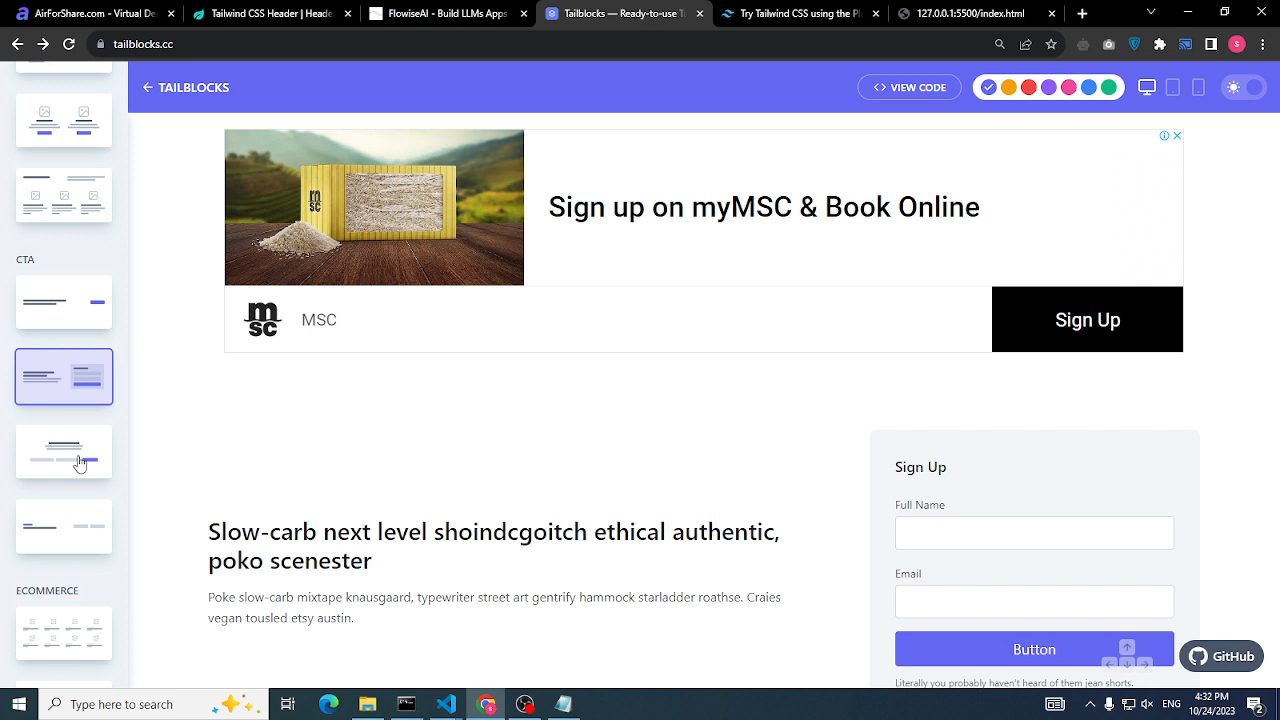 AirForShare.com - Virtual De
Tailwind CSS Header | Heade
FlowiseAI - Build LLMs Apps
Tailblocks — Ready-to-use Ta
Try Tailwind CSS using the Pl
127.0.0.1:5500/index.html
tailblocks.cc
S
TAILBLOCKS
VIEW CODE
msc
Sign up on myMSC & Book Online
msc
MSC
Sign Up
CTA
ECOMMERCE
Slow-carb next level shoindcgoitch ethical authentic,
poko scenester
Poke slow-carb mixtape knausgaard, typewriter street art gentrify hammock starladder roathse. Craies
vegan tousled etsy austin.
Sign Up
Full Name
Email
Button
Literally you probably haven't heard of them jean shorts.
GitHub
Type here to search
ENG
4:32 PM
10/24/2023
2